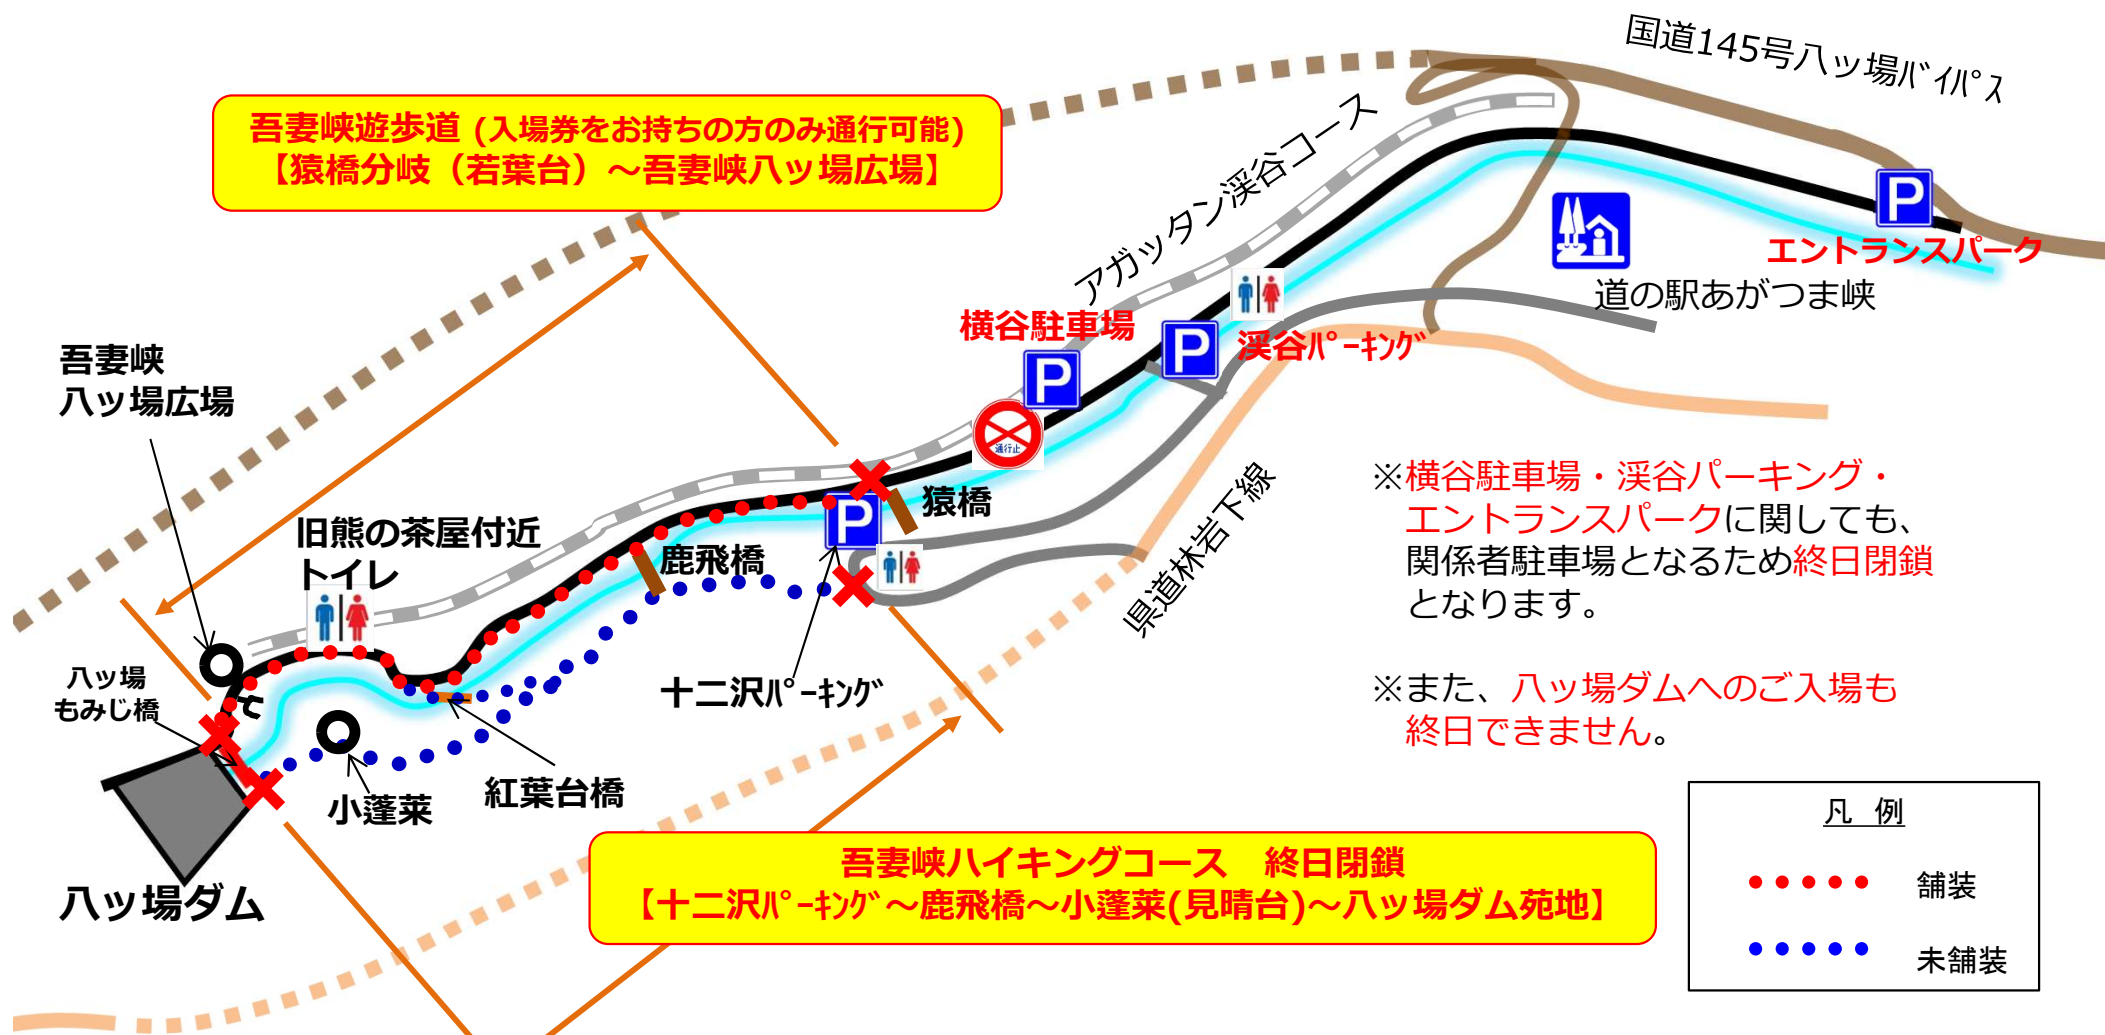 国道145号八ッ場ﾊﾞｲﾊﾟｽ
吾妻峡遊歩道 (入場券をお持ちの方のみ通行可能)
【猿橋分岐（若葉台）～吾妻峡八ッ場広場】
アガッタン渓谷コース
エントランスパーク
道の駅あがつま峡
横谷駐車場
渓谷ﾊﾟｰｷﾝｸﾞ
吾妻峡
八ッ場広場
通行止
猿橋
旧熊の茶屋付近
トイレ
鹿飛橋
県道林岩下線
※横谷駐車場・渓谷パーキング・
エントランスパークに関しても、
関係者駐車場となるため終日閉鎖
となります。
八ッ場
もみじ橋
十二沢ﾊﾟｰｷﾝｸﾞ
※また、八ッ場ダムへのご入場も
終日できません。
小蓬莱
紅葉台橋
八ッ場ダム
吾妻峡ハイキングコース　終日閉鎖
【十二沢ﾊﾟｰｷﾝｸﾞ～鹿飛橋～小蓬莱(見晴台)～八ッ場ダム苑地】
凡 例
舗装
未舗装
P
P
P
P